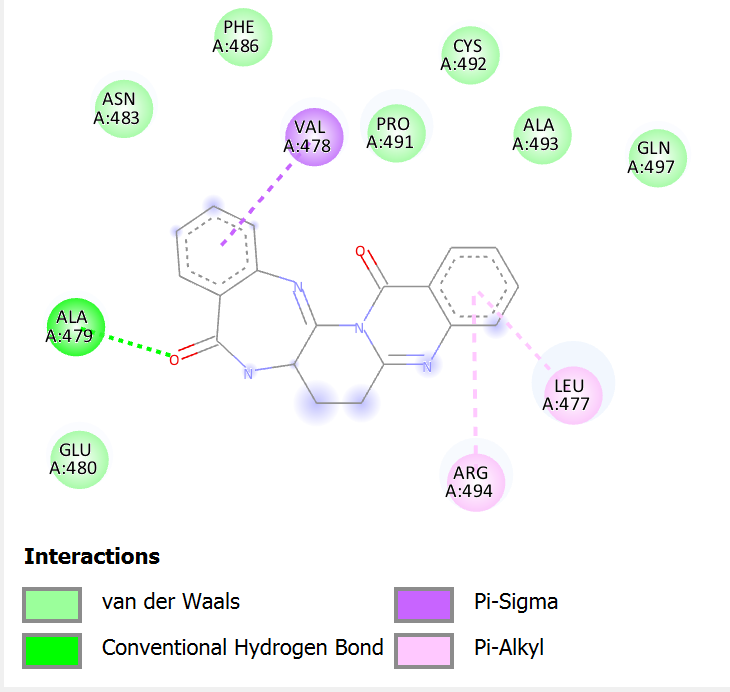 PHE
A:486
CYS
A:492
ASN
A:483
VAL
A:478
PRO
A:491
ALA
A:493
GLN
A:497
O
N
ALA
A:479
N
O
N
N
LEU
A:477
GLU
A:480
ARG
A:494
Interactions
van der Waals
Pi-Sigma
Conventional Hydrogen Bond
Pi-Alkyl